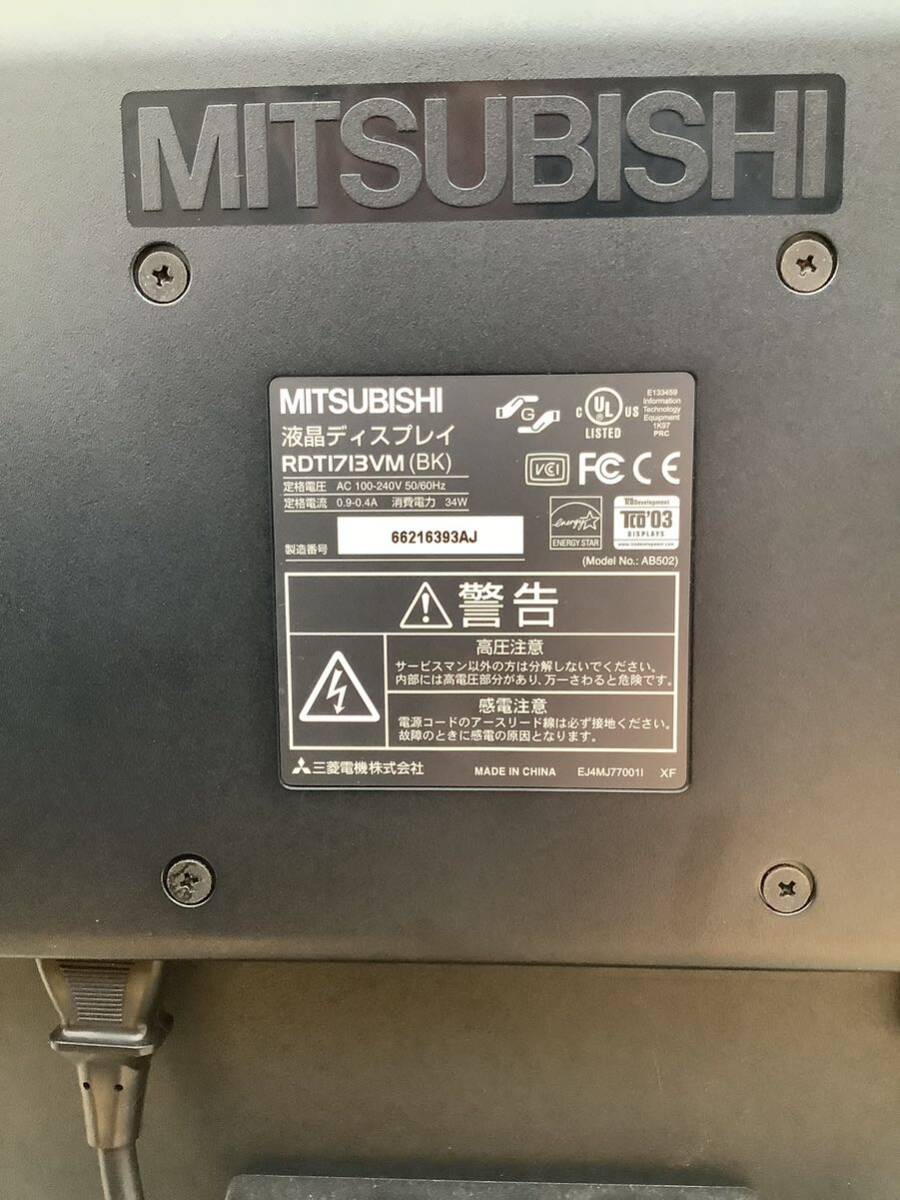 MITSUBISHI
MITSUBISHI
液晶ディスプレイ
RDT1713VM (BK)
定格電圧 AC 100-240V 50/60Hz
定格電流 0.9-0.4A 消費電力 34W
製造番号 66216393AJ
G
C UL US
LISTED
E133459
Information
Technology
Equipment
1K97
PRC
VCI FC CE
energy
ENERGY STAR
TCO Development
TCO'03
DISPLAYS
www.tcodevelopment.com
(Model No.: AB502)
警告
高圧注意
サービスマン以外の方は分解しないでください。
内部には高電圧部分があり、万一さわると危険です。
感電注意
電源コードのアースリード線は必ず接地ください。
故障のときに感電の原因となります。
三菱電機株式会社 MADE IN CHINA EJ4MJ77001I XF